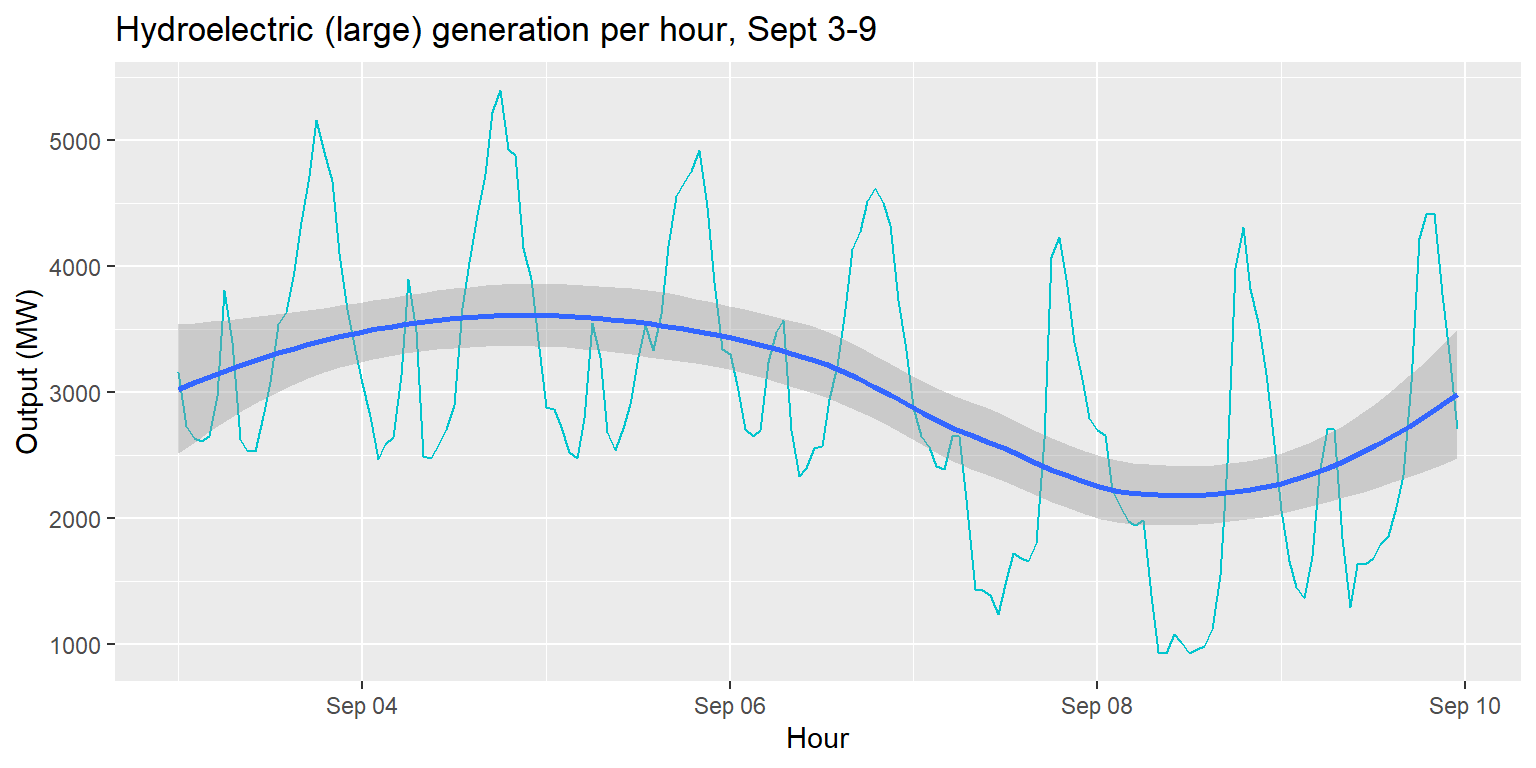 Hydroelectric (large) generation per hour, Sept 3-9
Output (MW)
5000
4000
3000
2000
1000
Sep 04
Sep 06
Sep 08
Sep 10
Hour